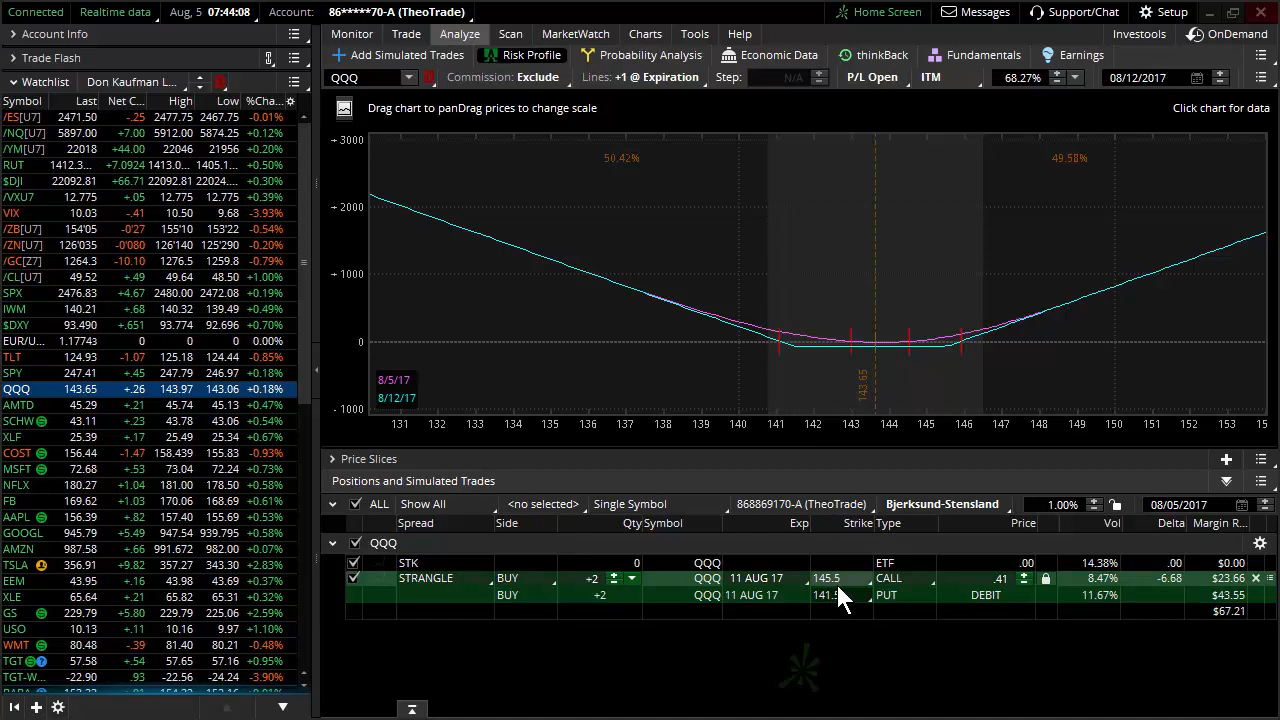 Connected Realtime data Aug, 5 07:44:08 Account: 86*****70-A (TheoTrade) Home Screen Messages Support/Chat Setup
Account Info Monitor Trade Analyze Scan MarketWatch Charts Tools Help Investools OnDemand
Trade Flash Add Simulated Trades Risk Profile Probability Analysis Economic Data thinkBack Fundamentals Earnings
Watchlist Don Kaufman L... QQQ Commission: Exclude Lines: +1 @ Expiration Step: N/A P/L Open ITM 68.27% 08/12/2017
Symbol Last Net C... High Low %Cha...
/ES[U7] 2471.50 -.25 2477.75 2467.75 -0.01%
/NQ[U7] 5897.00 +7.00 5912.00 5874.25 +0.12%
/YM[U7] 22018 +44.00 22046 21956 +0.20%
RUT 1412.3... +7.0924 1413.0... 1405.1... +0.50%
$DJI 22092.81 +66.71 22092.81 22024.... +0.30%
/VXU7 12.775 +.05 12.775 12.775 +0.39%
VIX 10.03 -.41 10.50 9.68 -3.93%
/ZB[U7] 154'05 -0'27 155'10 153'22 -0.54%
/ZN[U7] 126'035 -0'080 126'140 125'290 -0.20%
/GC[Z7] 1264.3 -10.10 1276.5 1259.8 -0.79%
/CL[U7] 49.52 +.49 49.64 48.50 +1.00%
SPX 2476.83 +4.67 2480.00 2472.08 +0.19%
IWM 140.21 +.68 140.32 139.49 +0.49%
$DXY 93.490 +.651 93.774 92.696 +0.70%
EUR/U... 1.17743 0 0 0 0.00%
TLT 124.93 -1.07 125.18 124.44 -0.85%
SPY 247.41 +.45 247.79 246.97 +0.18%
QQQ 143.65 +.26 143.97 143.06 +0.18%
AMTD 45.29 +.21 45.74 45.13 +0.47%
SCHW 43.11 +.23 43.78 43.06 +0.54%
XLF 25.39 +.17 25.49 25.34 +0.67%
COST 156.44 -1.47 158.439 155.85 -0.93%
MSFT 72.68 +.53 73.04 72.24 +0.73%
NFLX 180.27 +1.04 181.00 178.50 +0.58%
FB 169.62 +1.03 170.06 168.69 +0.61%
AAPL 156.39 +.82 157.40 155.69 +0.53%
GOOGL 945.79 +5.49 954.59 939.795 +0.58%
AMZN 987.58 +.66 991.672 982.00 +0.07%
TSLA 356.91 +9.82 357.27 343.30 +2.83%
EEM 43.95 +.16 43.98 43.68 +0.37%
XLE 65.64 +.21 65.82 65.31 +0.32%
GS 229.50 +5.79 230.90 226.03 +2.59%
USO 10.13 +.11 10.16 9.97 +1.10%
WMT 80.48 -.39 81.40 80.21 -0.48%
TGT 57.58 +.54 57.65 56.75 +0.95%
TGT-W... -22.90 .93 -22.56 -24.24 -3.90%
Drag chart to panDrag prices to change scale Click chart for data
+3000
+2000
+1000
0
-1000
50.42% 49.58%
143.65
8/5/17
8/12/17
131 132 133 134 135 136 137 138 139 140 141 142 143 144 145 146 147 148 149 150 151 152 153 15
Price Slices
Positions and Simulated Trades
ALL Show All <no selected> Single Symbol 868869170-A (TheoTrade) Bjerksund-Stensland 1.00% 08/05/2017
Spread Side Qty Symbol Exp Strike Type Price Vol Delta Margin R...
QQQ
STK 0 QQQ ETF .00 14.38% .00 $0.00
STRANGLE BUY +2 QQQ 11 AUG 17 145.5 CALL .41 8.47% -6.68 $23.66
BUY +2 QQQ 11 AUG 17 141.5 PUT DEBIT 11.67% $43.55
$67.21